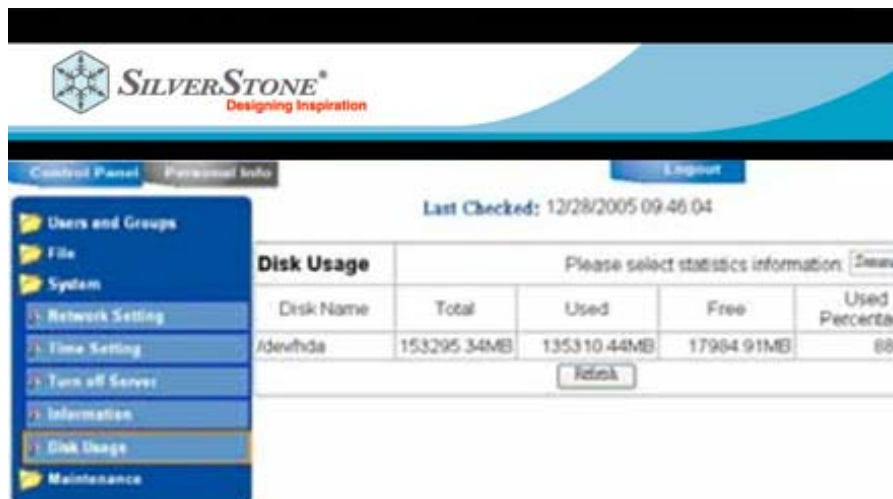 SILVERSTONE®
Designing Inspiration
Control Panel Personal Info Logout
Last Checked: 12/28/2005 09:46:04
Users and Groups
File
System
Network Setting
Time Setting
Turn off Server
Information
Disk Usage
Maintenance
Disk Usage Please select statistics information:
Disk Name Total Used Free Used
/dev/hda 153295.34MB 135310.44MB 17984.91MB 88
Refresh